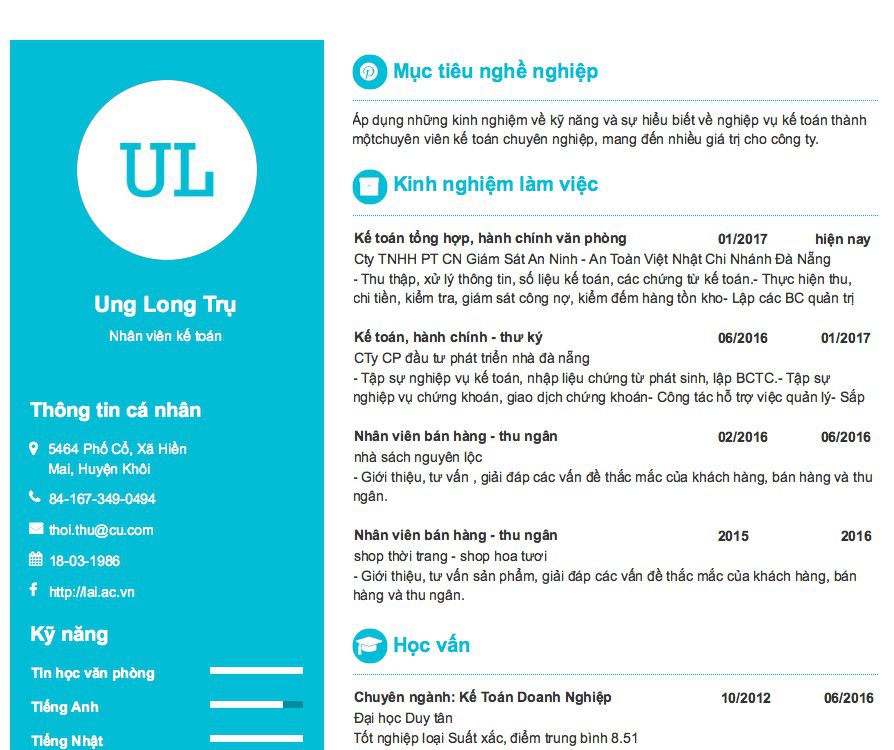 UL
Ung Long Trụ
Nhân viên kế toán
Thông tin cá nhân
5464 Phố Cổ, Xã Hiền
Mai, Huyện Khôi
84-167-349-0494
thoi.thu@cu.com
18-03-1986
http://lai.ac.vn
Kỹ năng
Tin học văn phòng
Tiếng Anh
Tiếng Nhật
Mục tiêu nghề nghiệp
Áp dụng những kinh nghiệm về kỹ năng và sự hiểu biết về nghiệp vụ kế toán thành
mộtchuyên viên kế toán chuyên nghiệp, mang đến nhiều giá trị cho công ty.
Kinh nghiệm làm việc
Kế toán tổng hợp, hành chính văn phòng 01/2017 hiện nay
Cty TNHH PT CN Giám Sát An Ninh - An Toàn Việt Nhật Chi Nhánh Đà Nẵng
- Thu thập, xử lý thông tin, số liệu kế toán, các chứng từ kế toán.- Thực hiện thu,
chi tiền, kiểm tra, giám sát công nợ, kiểm đếm hàng tồn kho- Lập các BC quản trị
Kế toán, hành chính - thư ký 06/2016 01/2017
CTy CP đầu tư phát triển nhà đà nẵng
- Tập sự nghiệp vụ kế toán, nhập liệu chứng từ phát sinh, lập BCTC.- Tập sự
nghiệp vụ chứng khoán, giao dịch chứng khoán- Công tác hỗ trợ việc quản lý- Sắp
Nhân viên bán hàng - thu ngân 02/2016 06/2016
nhà sách nguyên lộc
- Giới thiệu, tư vấn , giải đáp các vấn đề thắc mắc của khách hàng, bán hàng và thu
ngân.
Nhân viên bán hàng - thu ngân 2015 2016
shop thời trang - shop hoa tươi
- Giới thiệu, tư vấn sản phẩm, giải đáp các vấn đề thắc mắc của khách hàng, bán
hàng và thu ngân.
Học vấn
Chuyên ngành: Kế Toán Doanh Nghiệp 10/2012 06/2016
Đại học Duy tân
Tốt nghiệp loại Suất xắc, điểm trung bình 8.51